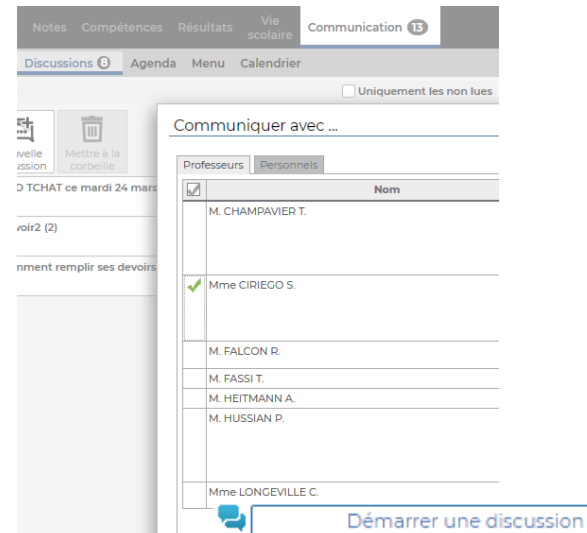 Notes Compétences Résultats Vie scolaire Communication 13
Discussions 8 Agenda Menu Calendrier
Uniquement les non lues
Communiquer avec ...
Mettre à la
corbeille
Professeurs Personnels
O TCHAT ce mardi 24 mars
Nom
M. CHAMPAVIER T.
voir2 (2)
nment remplir ses devoirs
Mme CIRIEGO S.
M. FALCON R.
M. FASSI T.
M. HEITMANN A.
M. HUSSIAN P.
Mme LONGEVILLE C.
Démarrer une discussion